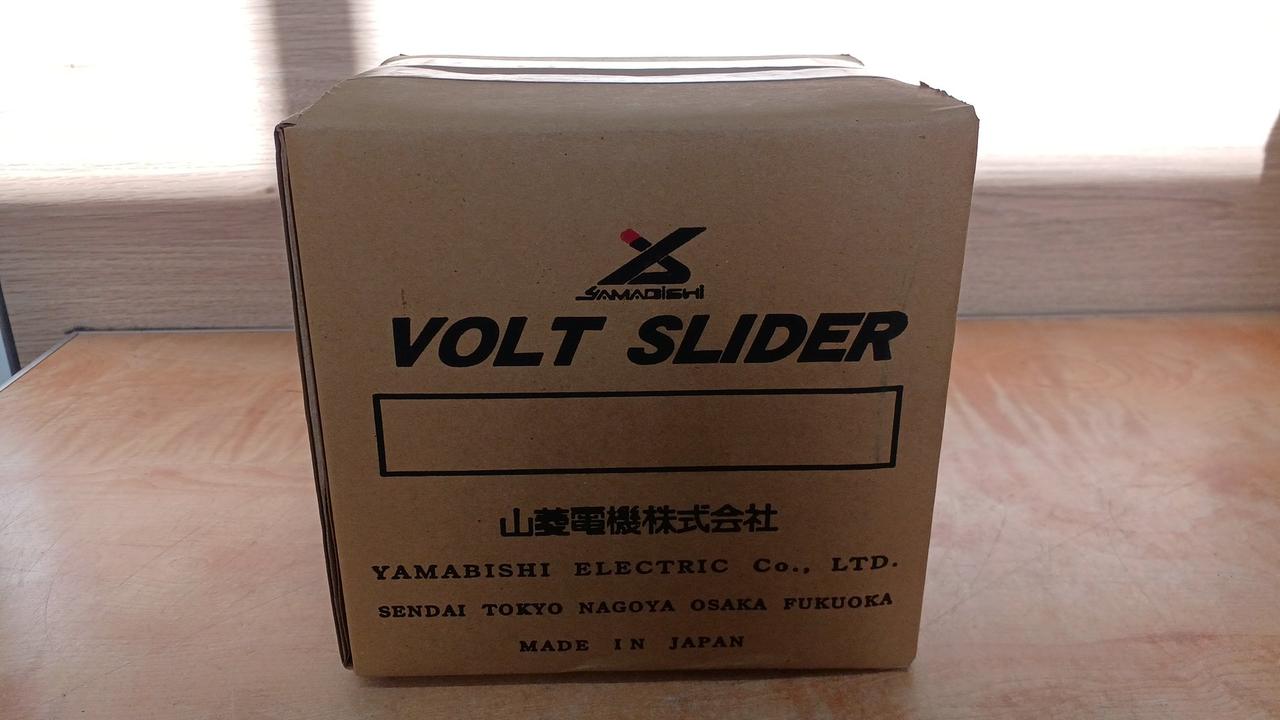 YAMABISHI
VOLT SLIDER
山菱電機株式会社
YAMABISHI ELECTRIC Co., LTD.
SENDAI TOKYO NAGOYA OSAKA FUKUOKA
MADE IN JAPAN